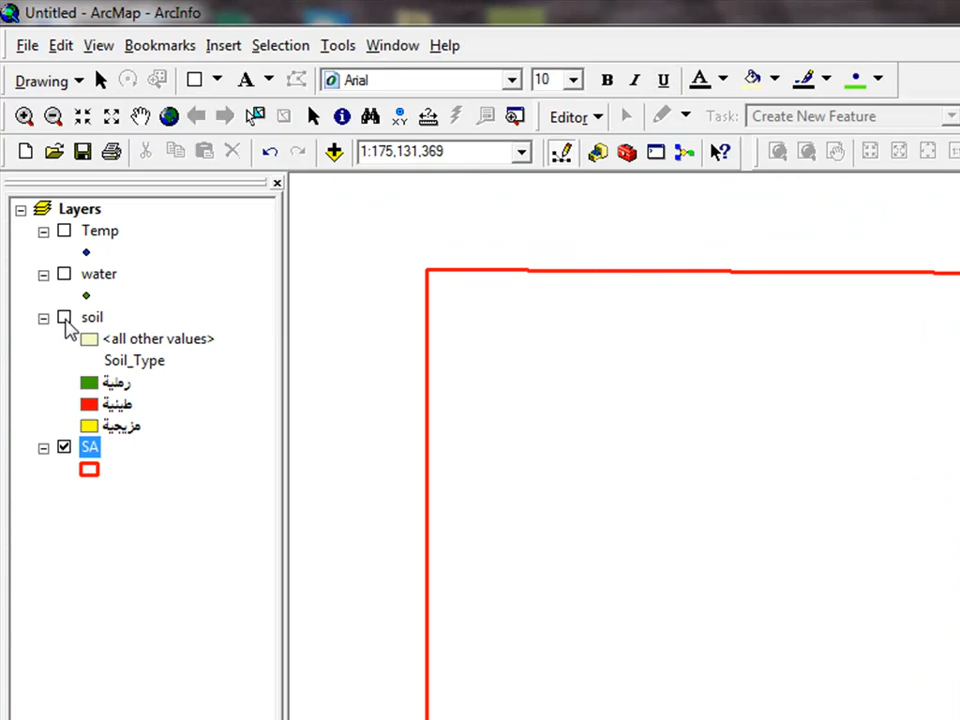 Untitled - ArcMap - ArcInfo
File Edit View Bookmarks Insert Selection Tools Window Help
Drawing A Arial 10 B I U A
Editor Task: Create New Feature
1:175,131,369
Layers
Temp
water
soil
<all other values>
Soil_Type
رملية
طينية
مزيجية
SA